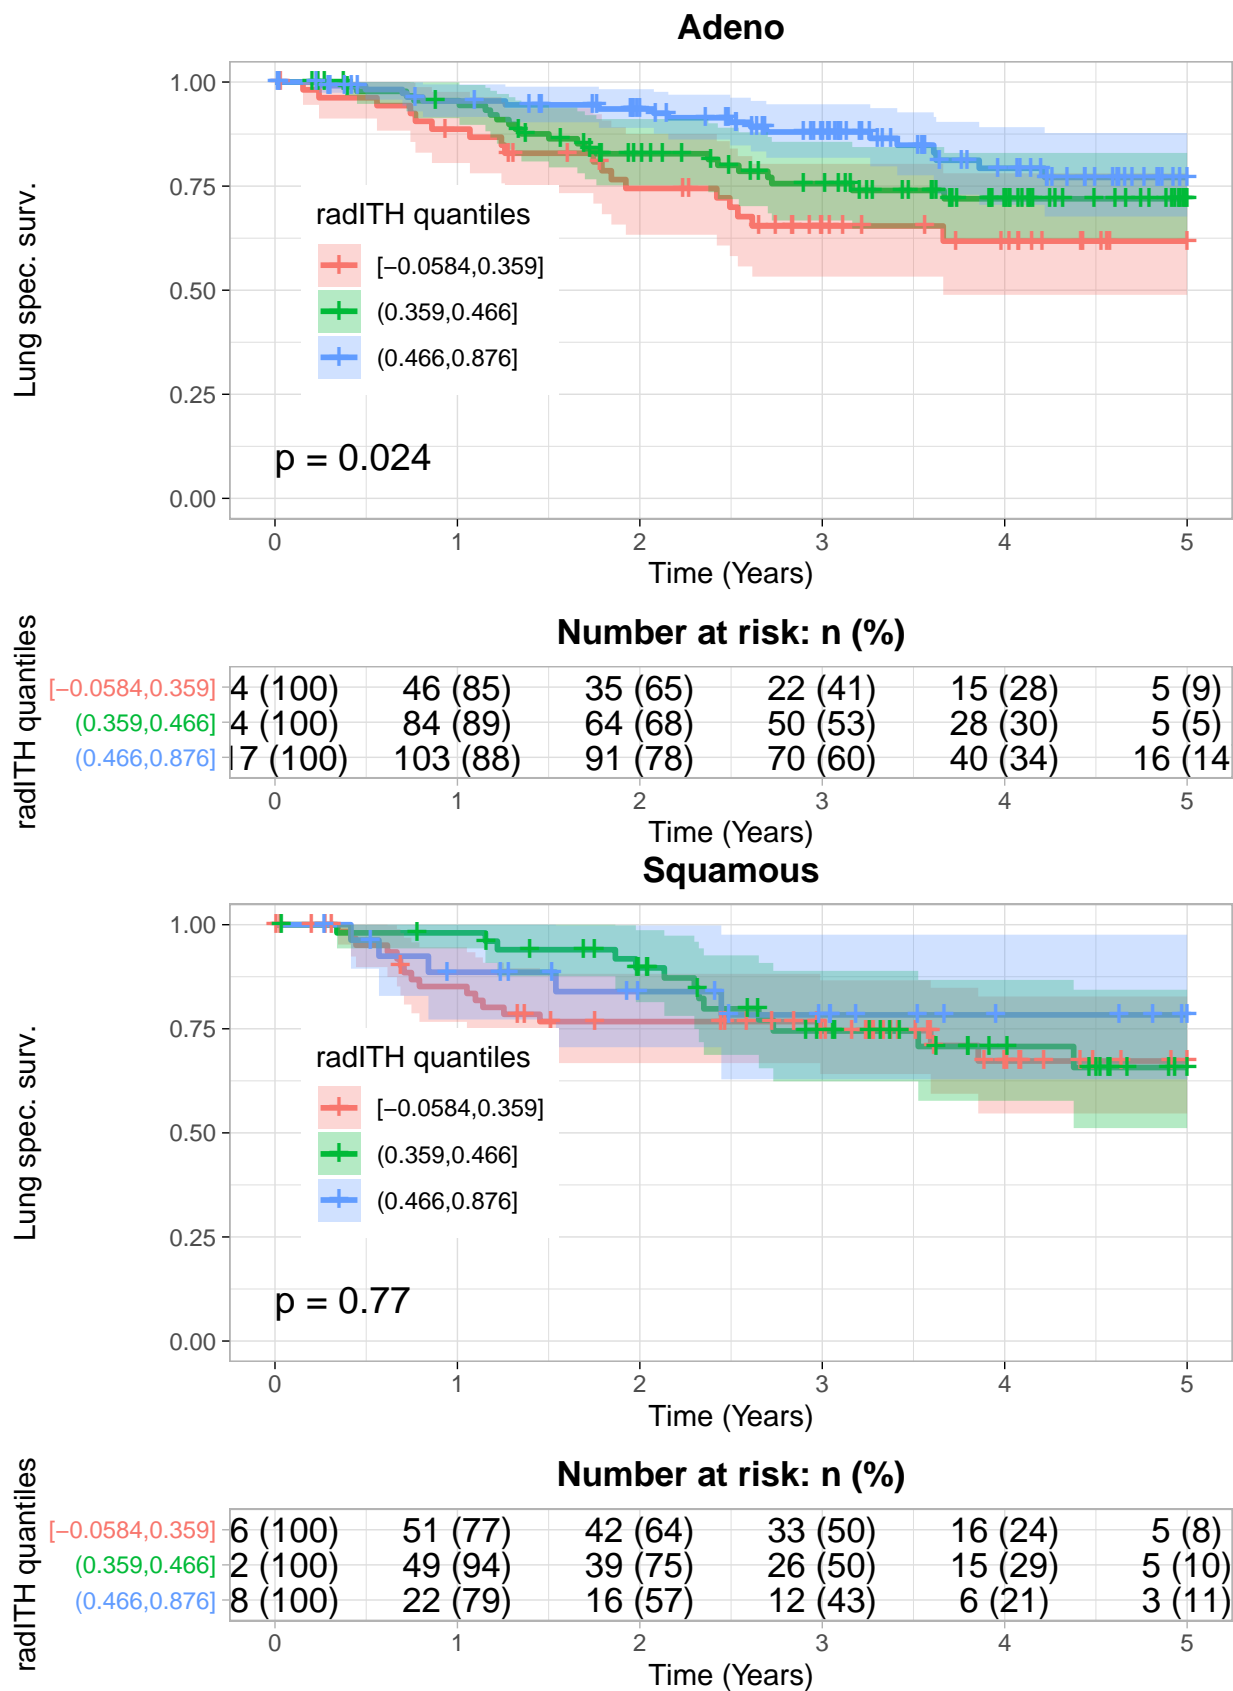 Adeno
Lung spec. surv.
1.00
0.75
0.50
0.25
0.00
radITH quantiles
[−0.0584,0.359]
(0.359,0.466]
(0.466,0.876]
p = 0.024
0 1 2 3 4 5
Time (Years)
Number at risk: n (%)
radITH quantiles
[−0.0584,0.359] 4 (100) 46 (85) 35 (65) 22 (41) 15 (28) 5 (9)
(0.359,0.466] 4 (100) 84 (89) 64 (68) 50 (53) 28 (30) 5 (5)
(0.466,0.876] 17 (100) 103 (88) 91 (78) 70 (60) 40 (34) 16 (14
0 1 2 3 4 5
Time (Years)
Squamous
Lung spec. surv.
1.00
0.75
0.50
0.25
0.00
radITH quantiles
[−0.0584,0.359]
(0.359,0.466]
(0.466,0.876]
p = 0.77
0 1 2 3 4 5
Time (Years)
Number at risk: n (%)
radITH quantiles
[−0.0584,0.359] 6 (100) 51 (77) 42 (64) 33 (50) 16 (24) 5 (8)
(0.359,0.466] 2 (100) 49 (94) 39 (75) 26 (50) 15 (29) 5 (10)
(0.466,0.876] 8 (100) 22 (79) 16 (57) 12 (43) 6 (21) 3 (11)
0 1 2 3 4 5
Time (Years)